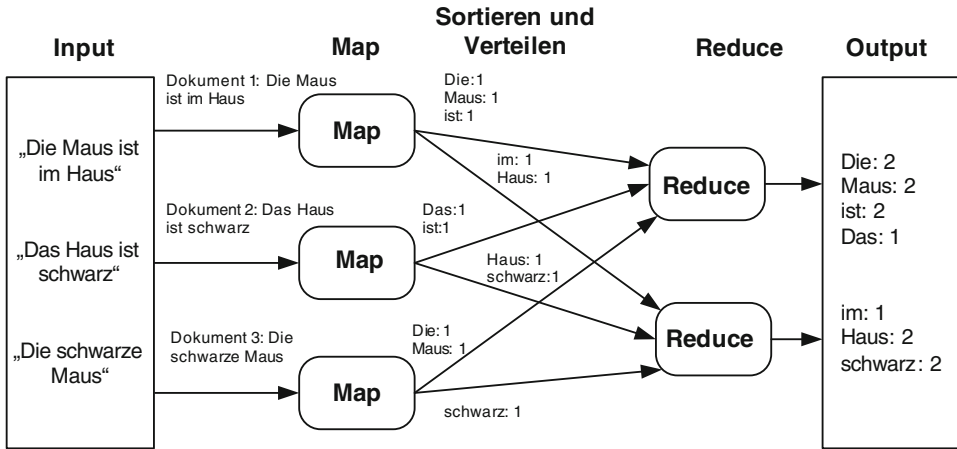 Input
Map
Sortieren und
Verteilen
Reduce
Output
„Die Maus ist
im Haus“
„Das Haus ist
schwarz“
„Die schwarze
Maus“
Dokument 1: Die Maus
ist im Haus
Dokument 2: Das Haus
ist schwarz
Dokument 3: Die
schwarze Maus
Map
Map
Map
Die:1
Maus: 1
ist:1
im: 1
Haus: 1
Das:1
ist:1
Haus: 1
schwarz:1
Die: 1
Maus: 1
schwarz: 1
Reduce
Reduce
Die: 2
Maus: 2
ist: 2
Das: 1
im: 1
Haus: 2
schwarz: 2